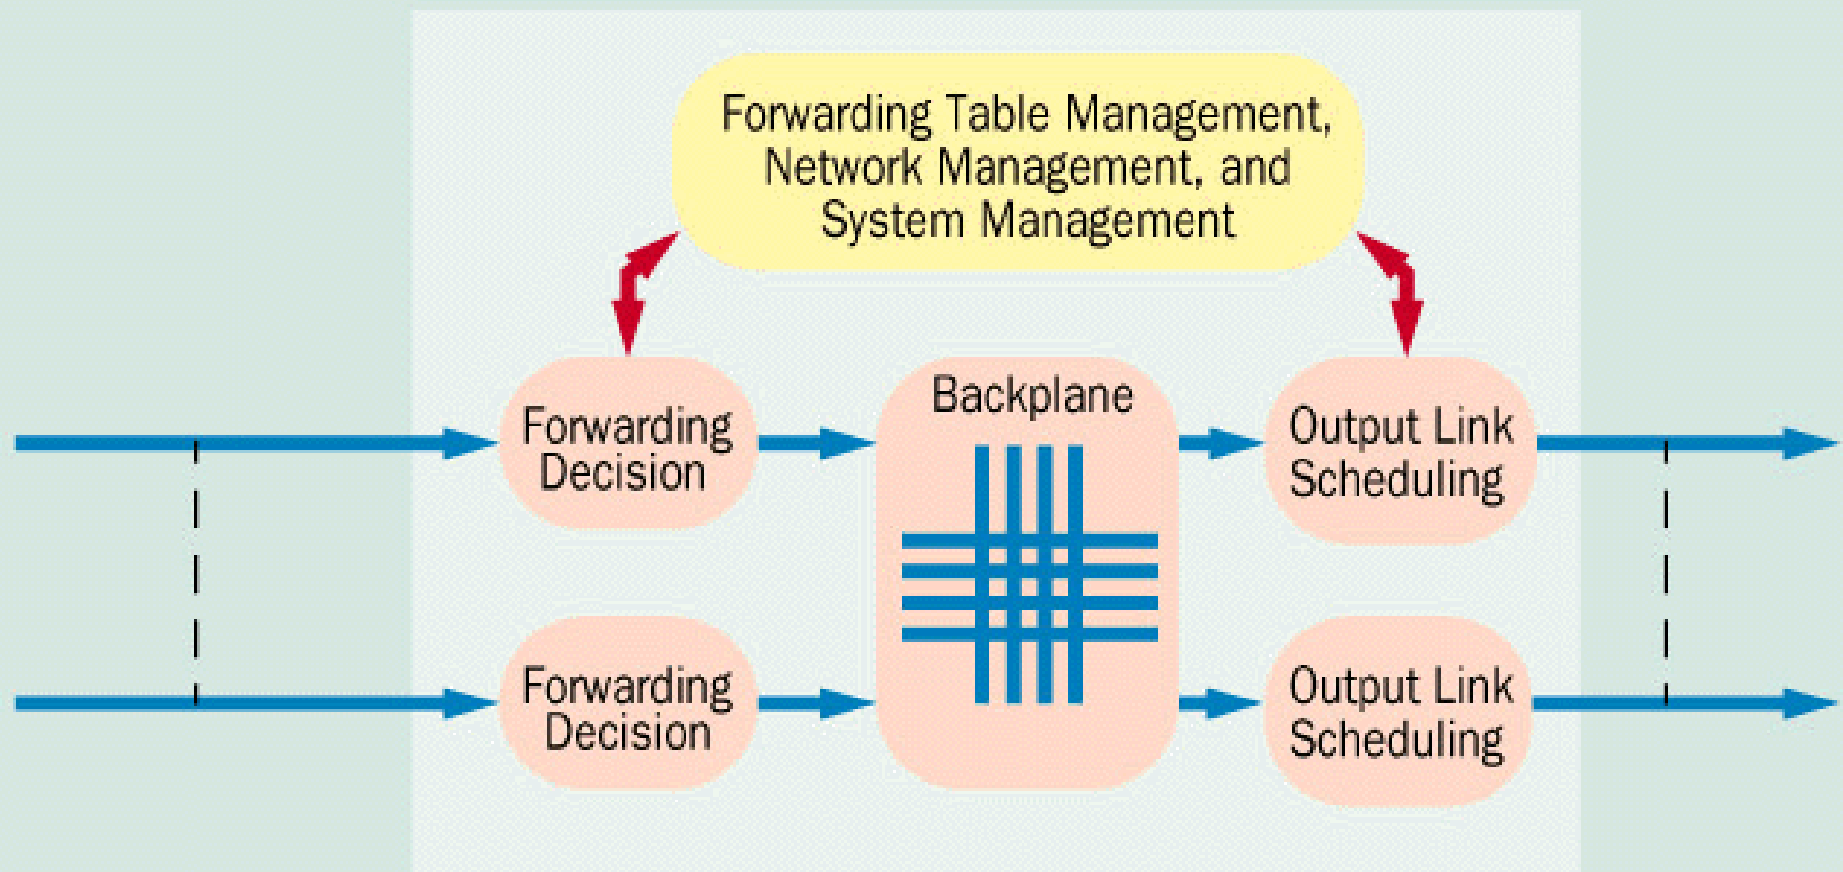 Forwarding Table Management,
Network Management, and
System Management
Forwarding
Decision
Backplane
Output Link
Scheduling
Forwarding
Decision
Output Link
Scheduling